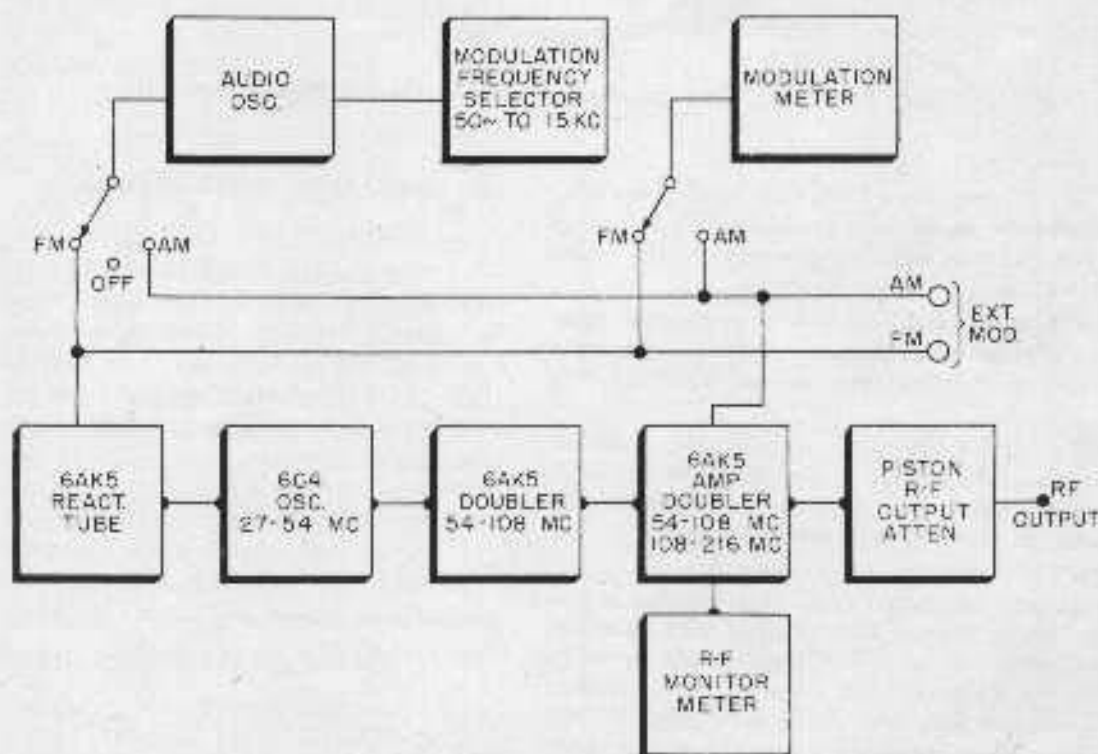 AUDIO
OSC.
MODULATION
FREQUENCY
SELECTOR
50~ TO 15 KC
MODULATION
METER
FM
AM
OFF
FM
AM
AM
FM
EXT
MOD
6AK5
REACT.
TUBE
6C4
OSC.
27-54 MC
6AK5
DOUBLER
54-108 MC
6AK5
AMP
DOUBLER
54-108 MC
108-216 MC
PISTON
R-F
OUTPUT
ATTEN
RF
OUTPUT
R-F
MONITOR
METER